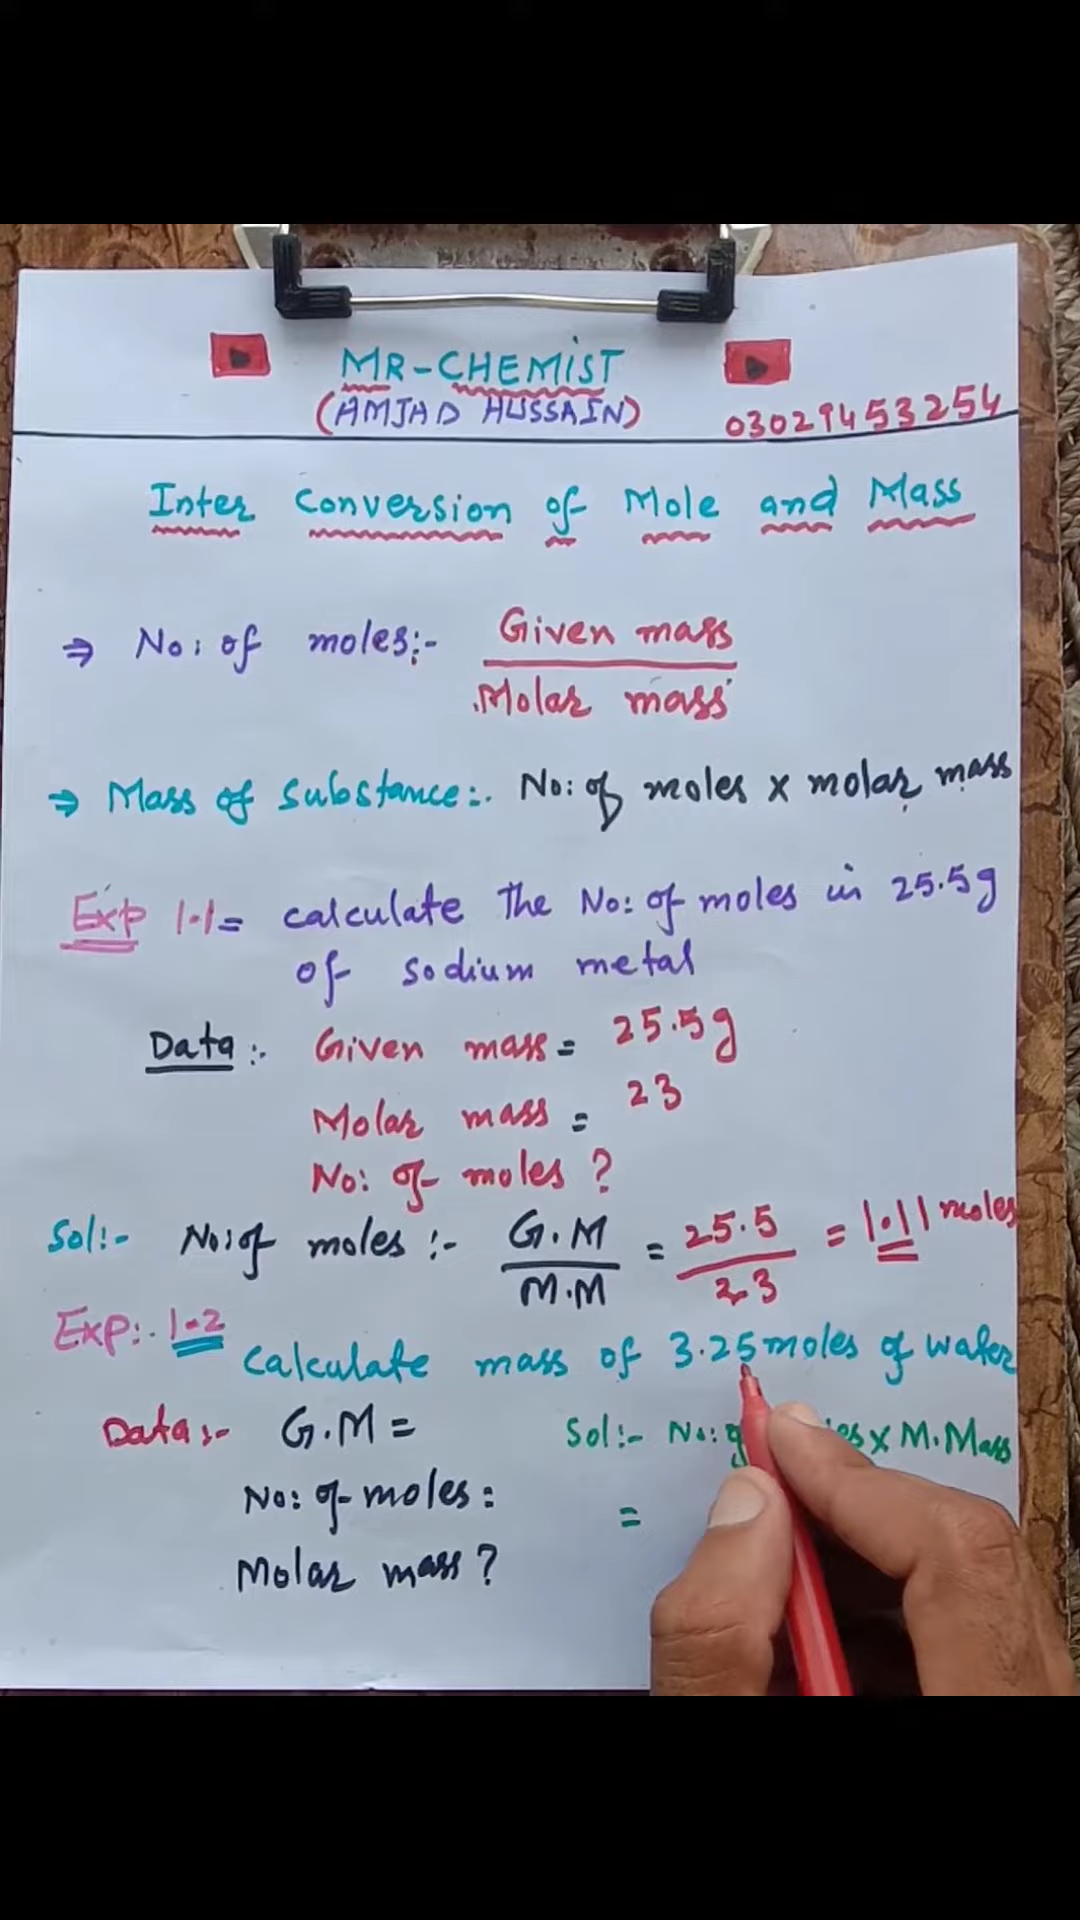 MR-CHEMIST
(AMJAD HUSSAIN)
03029453254
Inter Conversion of Mole and Mass
⇒ No: of moles:- Given mass
Molar mass
⇒ Mass of Substance:. No: of moles x molar mass
Exp 1.1= calculate The No: of moles in 25.5g
of sodium metal
Data:. Given mass = 25.5g
Molar mass = 23
No: of moles ?
Sol:- No: of moles :- G.M / M.M = 25.5 / 23 = 1.11 moles
Exp:. 1.2
Calculate mass of 3.25 moles of water
Data:- G.M =
Sol:- No: x M.Mass
No: of moles:
=
Molar mass ?